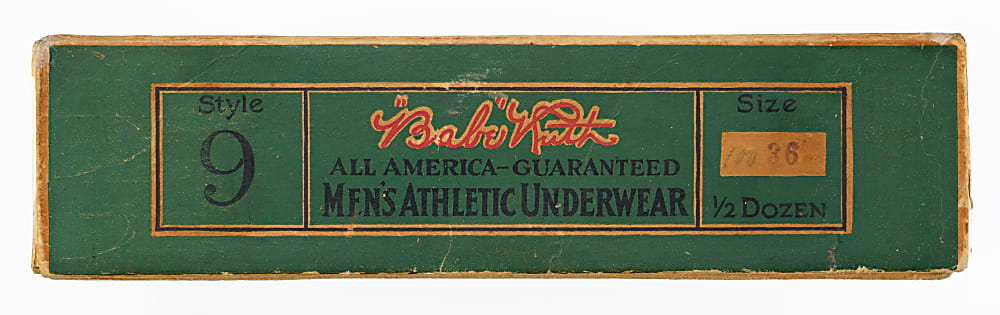 Style
9
"Babe" Ruth
ALL AMERICA-GUARANTEED
MEN'S ATHLETIC UNDERWEAR
Size
36
1/2 DOZEN